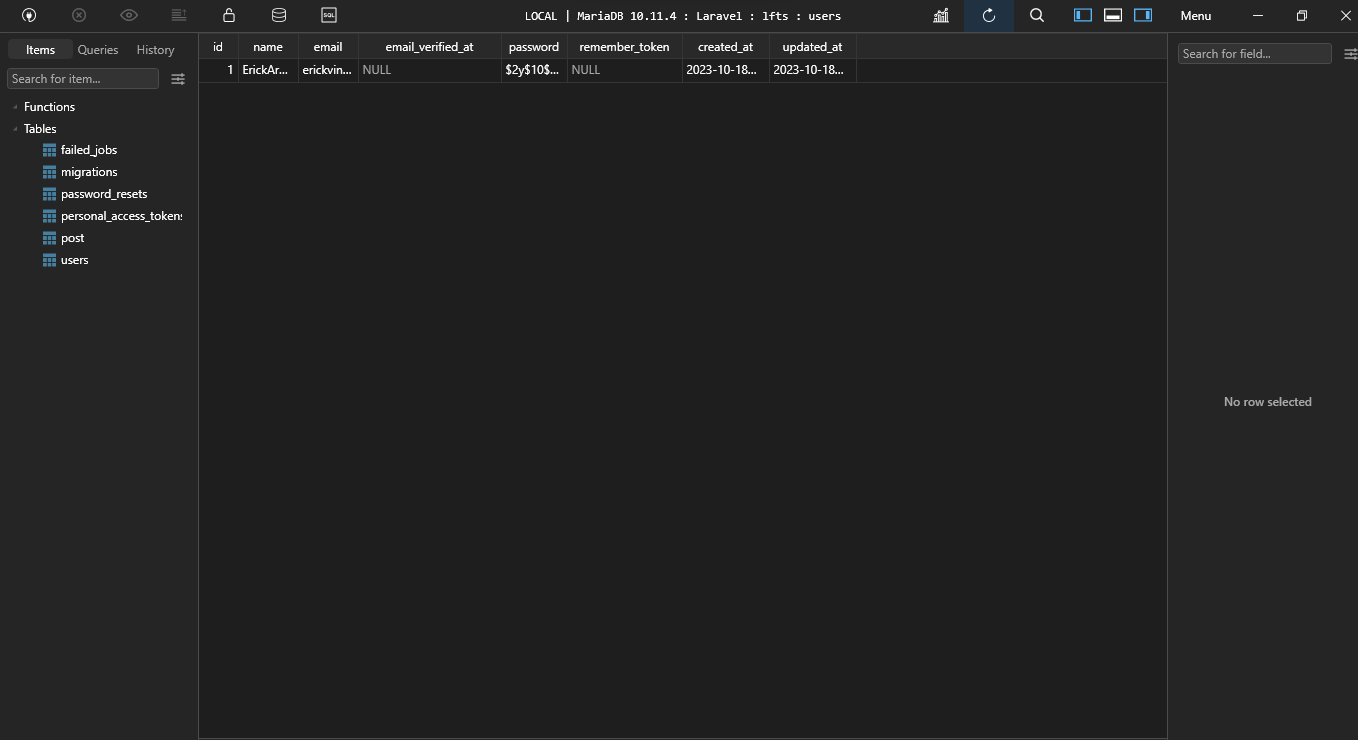 SQL
LOCAL | MariaDB 10.11.4 : Laravel : lfts : users
Menu
Items Queries History
Search for item...
Functions
Tables
failed_jobs
migrations
password_resets
personal_access_tokens
post
users
id name email email_verified_at password remember_token created_at updated_at
1 ErickAr... erickvin... NULL $2y$10$... NULL 2023-10-18... 2023-10-18...
Search for field...
No row selected